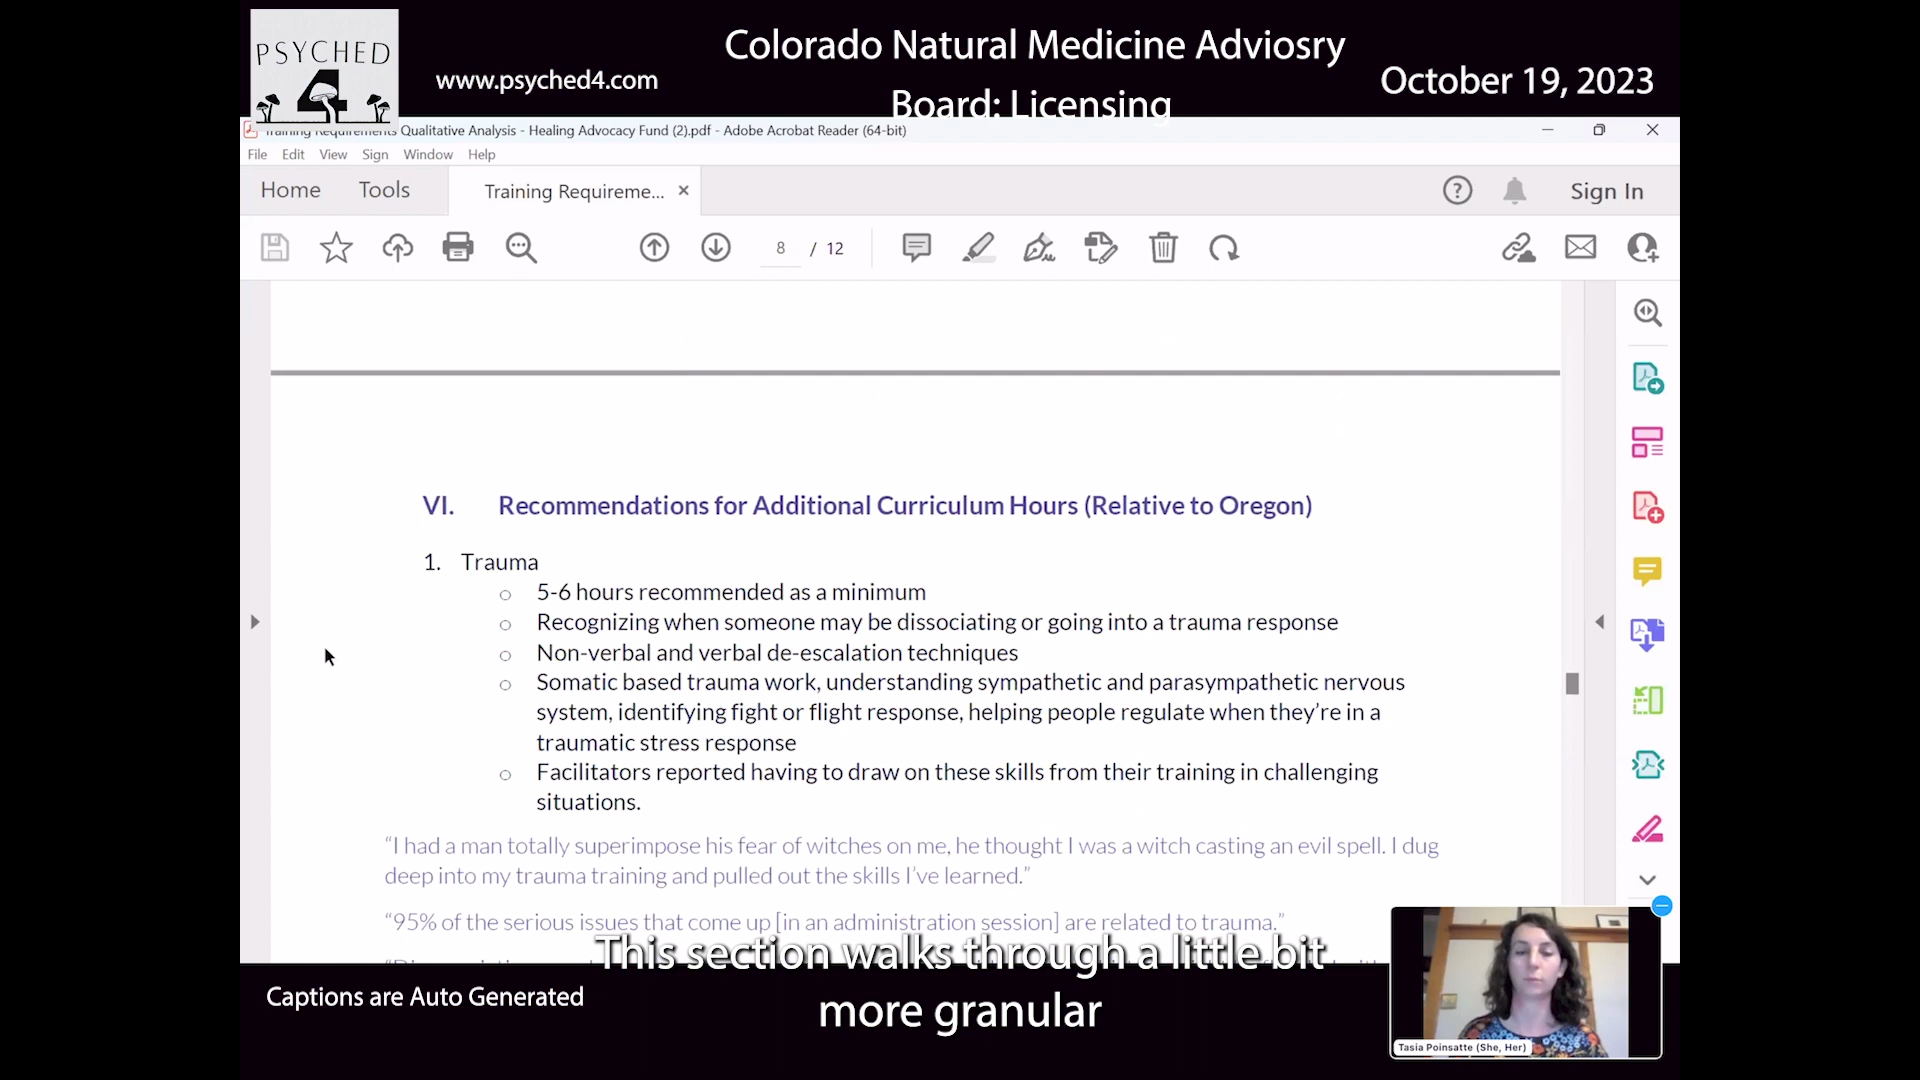 PSYCHED
4
www.psyched4.com
Colorado Natural Medicine Adviosry
Board: Licensing
October 19, 2023
Training Requirements Qualitative Analysis - Healing Advocacy Fund (2).pdf - Adobe Acrobat Reader (64-bit)
File Edit View Sign Window Help
Home Tools Training Requireme... × Sign In
8 / 12
VI. Recommendations for Additional Curriculum Hours (Relative to Oregon)
1. Trauma
○ 5-6 hours recommended as a minimum
○ Recognizing when someone may be dissociating or going into a trauma response
○ Non-verbal and verbal de-escalation techniques
○ Somatic based trauma work, understanding sympathetic and parasympathetic nervous
system, identifying fight or flight response, helping people regulate when they’re in a
traumatic stress response
○ Facilitators reported having to draw on these skills from their training in challenging
situations.
“I had a man totally superimpose his fear of witches on me, he thought I was a witch casting an evil spell. I dug
deep into my trauma training and pulled out the skills I’ve learned.”
“95% of the serious issues that come up [in an administration session] are related to trauma.”
This section walks through a little bit
more granular
Captions are Auto Generated
Tasia Poinsatte (She, Her)